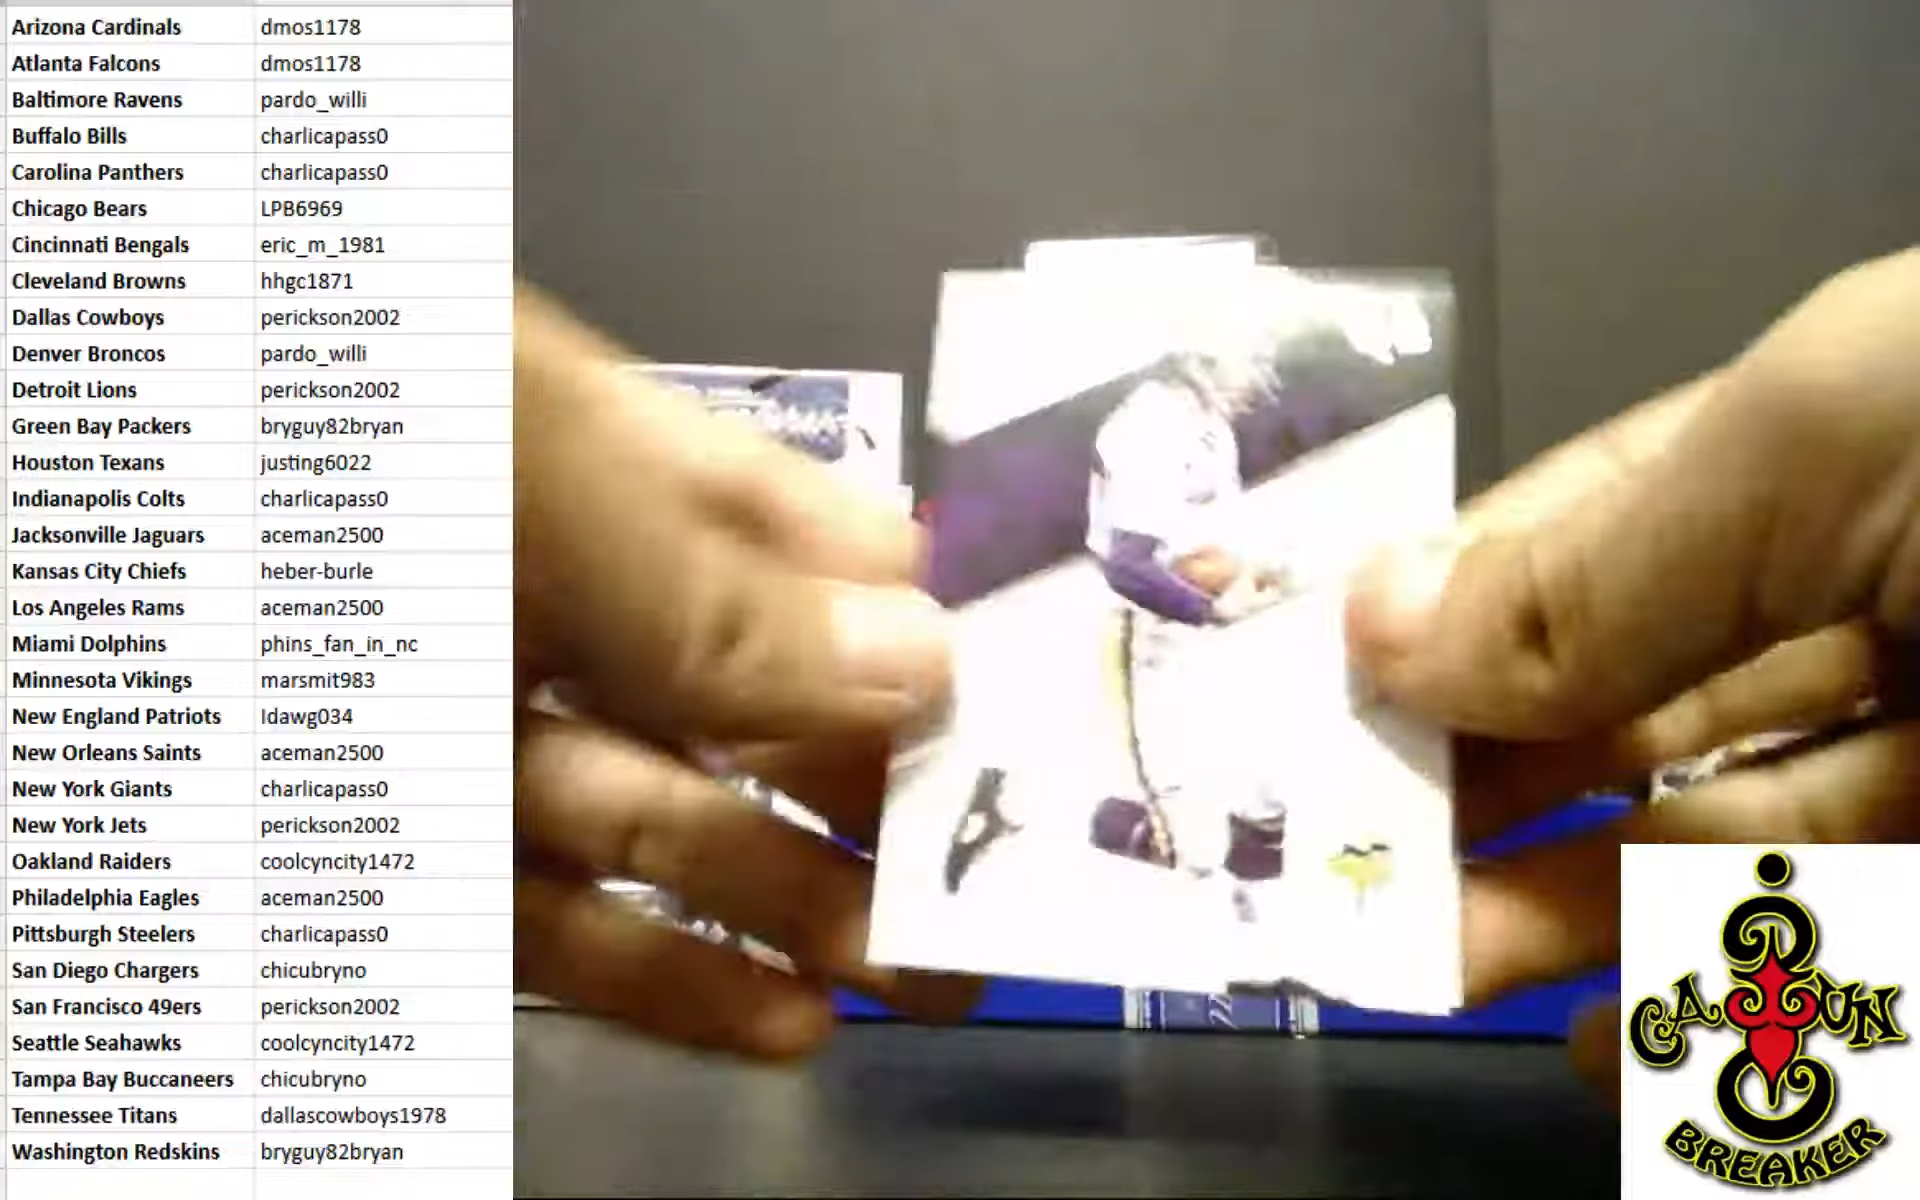 Arizona Cardinals dmos1178
Atlanta Falcons dmos1178
Baltimore Ravens pardo_willi
Buffalo Bills charlicapass0
Carolina Panthers charlicapass0
Chicago Bears LPB6969
Cincinnati Bengals eric_m_1981
Cleveland Browns hhgc1871
Dallas Cowboys perickson2002
Denver Broncos pardo_willi
Detroit Lions perickson2002
Green Bay Packers bryguy82bryan
Houston Texans justing6022
Indianapolis Colts charlicapass0
Jacksonville Jaguars aceman2500
Kansas City Chiefs heber-burle
Los Angeles Rams aceman2500
Miami Dolphins phins_fan_in_nc
Minnesota Vikings marsmit983
New England Patriots ldawg034
New Orleans Saints aceman2500
New York Giants charlicapass0
New York Jets perickson2002
Oakland Raiders coolcyncity1472
Philadelphia Eagles aceman2500
Pittsburgh Steelers charlicapass0
San Diego Chargers chicubryno
San Francisco 49ers perickson2002
Seattle Seahawks coolcyncity1472
Tampa Bay Buccaneers chicubryno
Tennessee Titans dallascowboys1978
Washington Redskins bryguy82bryan
CAJUN
BREAKER